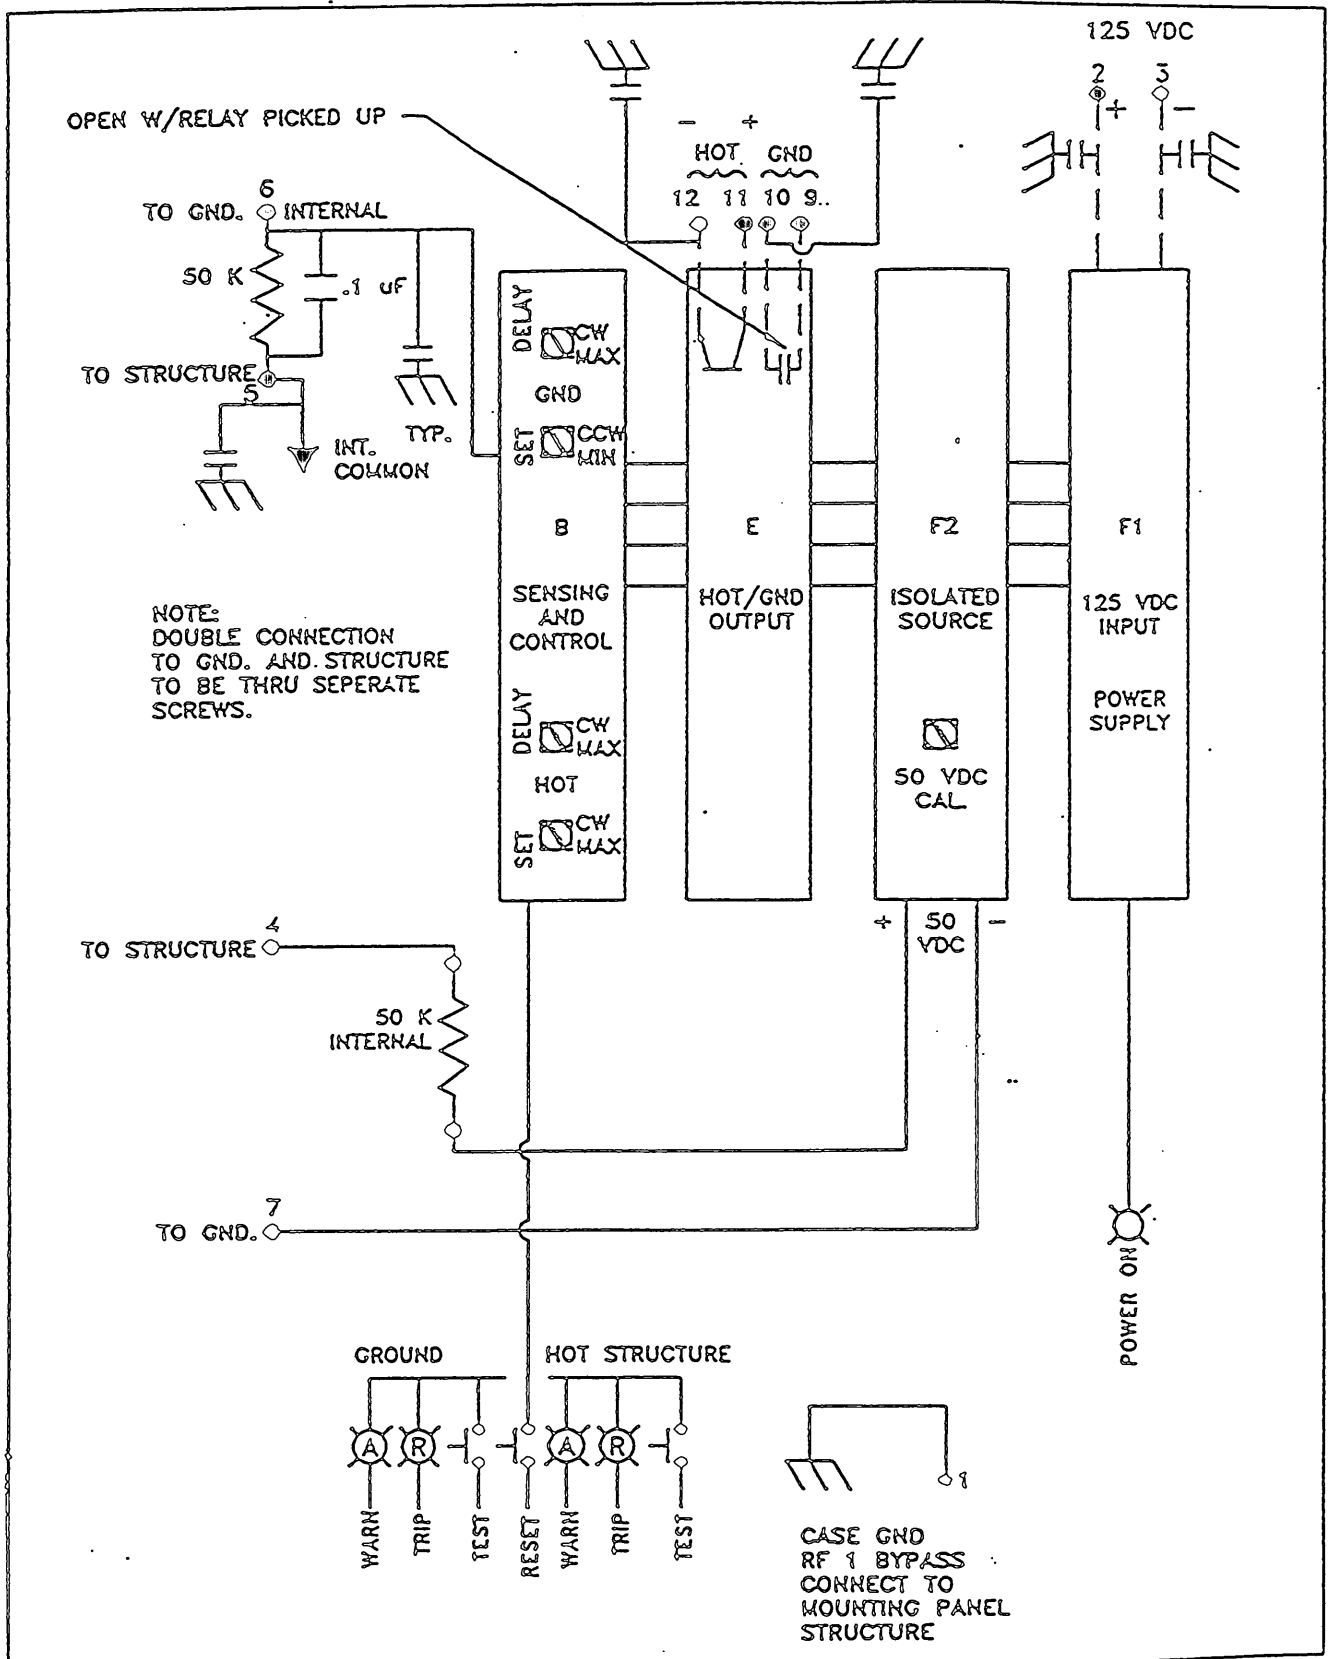 125 VDC
2 3
+ −
OPEN W/RELAY PICKED UP
− +
HOT GND
12 11 10 9..
6
TO GND. INTERNAL
50 K
.1 uF
TO STRUCTURE
5
INT.
COMMON
TYP.
DELAY
CW
MAX
GND
SET
CCW
MIN
B
SENSING
AND
CONTROL
DELAY
CW
MAX
HOT
SET
CW
MAX
E
HOT/GND
OUTPUT
F2
ISOLATED
SOURCE
50 VDC
CAL.
F1
125 VDC
INPUT
POWER
SUPPLY
NOTE:
DOUBLE CONNECTION
TO GND. AND STRUCTURE
TO BE THRU SEPERATE
SCREWS.
+ 50 −
VDC
4
TO STRUCTURE
50 K
INTERNAL
7
TO GND.
POWER ON
GROUND
HOT STRUCTURE
A R A R
WARN
TRIP
TEST
RESET
WARN
TRIP
TEST
1
CASE GND
RF 1 BYPASS
CONNECT TO
MOUNTING PANEL
STRUCTURE